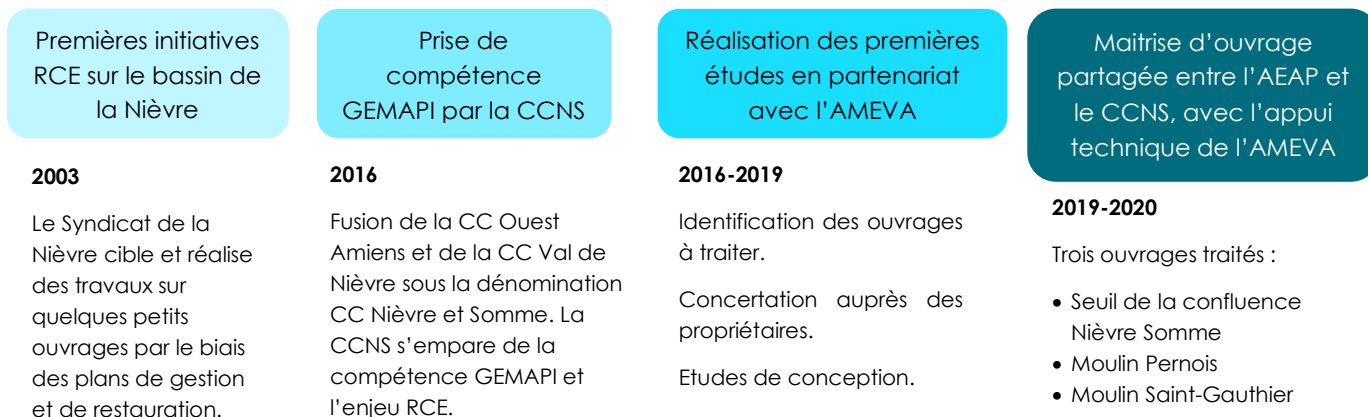 Premières initiatives
RCE sur le bassin de
la Nièvre
2003
Le Syndicat de la
Nièvre cible et réalise
des travaux sur
quelques petits
ouvrages par le biais
des plans de gestion
et de restauration.
Prise de
compétence
GEMAPI par la CCNS
2016
Fusion de la CC Ouest
Amiens et de la CC Val de
Nièvre sous la dénomination
CC Nièvre et Somme. La
CCNS s’empare de la
compétence GEMAPI et
l’enjeu RCE.
Réalisation des premières
études en partenariat
avec l’AMEVA
2016-2019
Identification des ouvrages
à traiter.
Concertation auprès des
propriétaires.
Etudes de conception.
Maitrise d’ouvrage
partagée entre l’AEAP et
le CCNS, avec l’appui
technique de l’AMEVA
2019-2020
Trois ouvrages traités :
• Seuil de la confluence
Nièvre Somme
• Moulin Pernois
• Moulin Saint-Gauthier